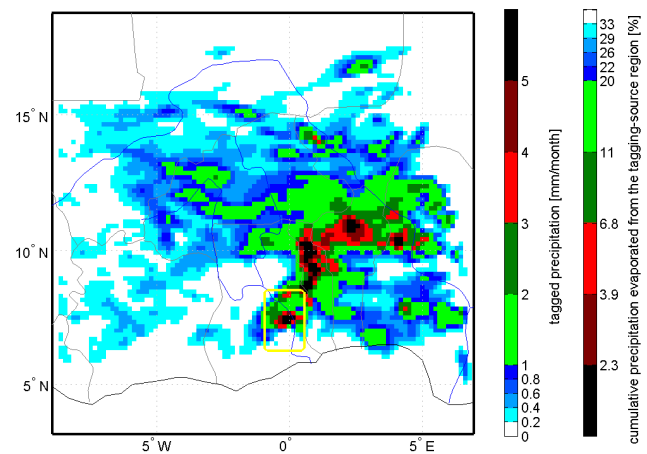 15° N
10° N
5° N
5° W
0°
5° E
5
4
3
2
1
0.8
0.6
0.4
0.2
0
tagged precipitation [mm/month]
33
29
26
22
20
11
6.8
3.9
2.3
cumulative precipitation evaporated from the tagging-source region [%]